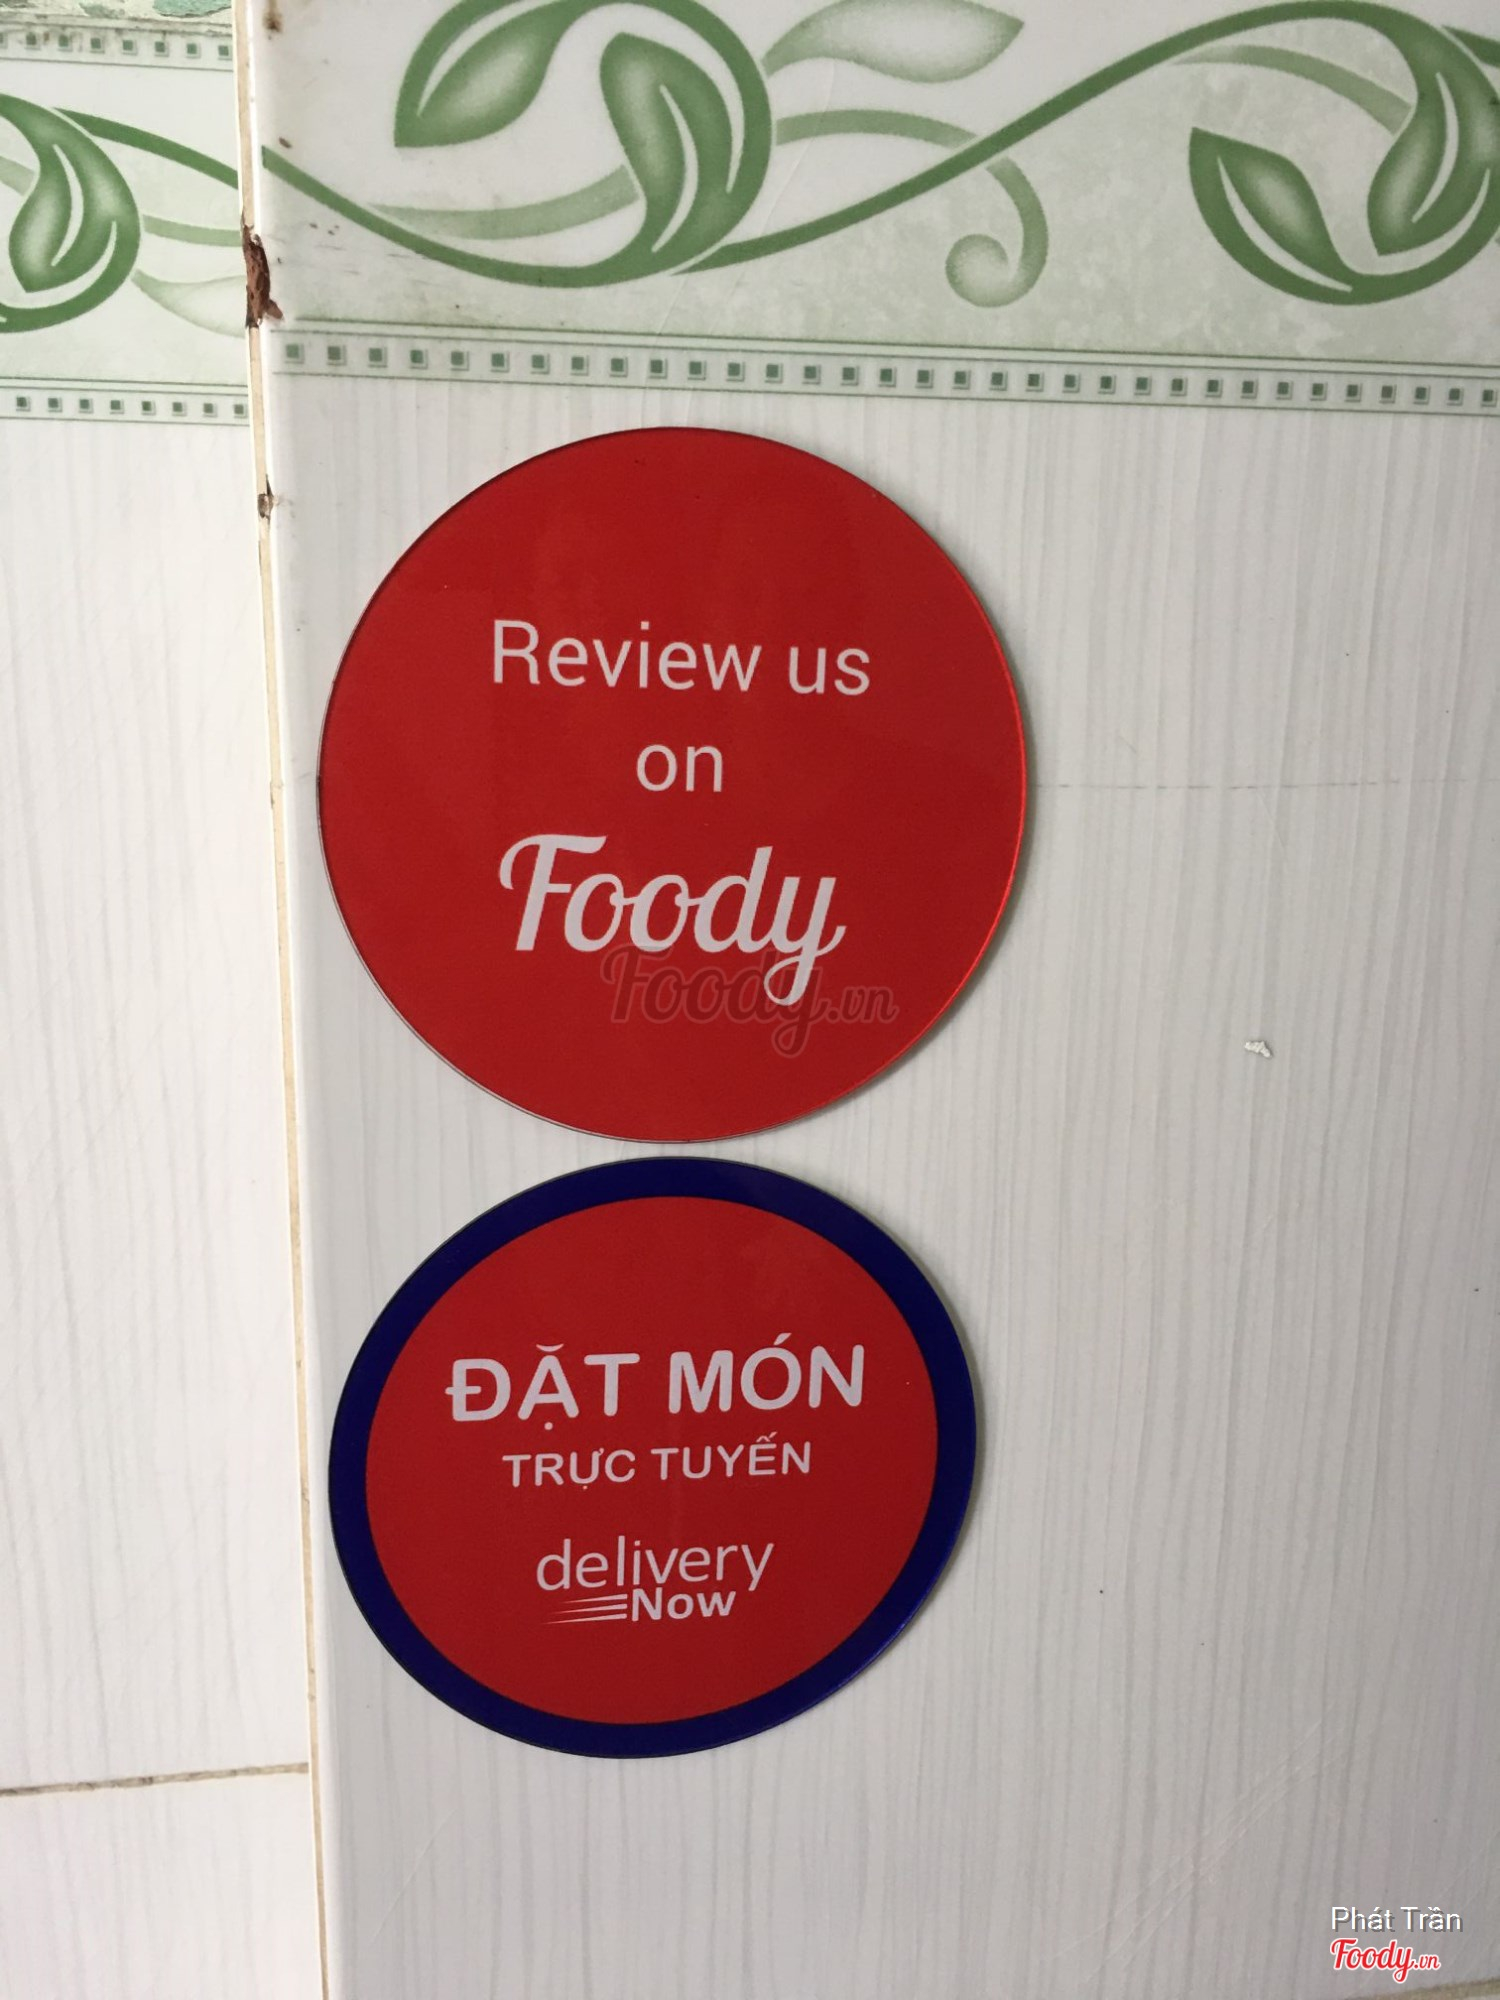 Review us
on
Foody
Foody.vn
ĐẶT MÓN
TRỰC TUYẾN
delivery
Now
Phát Trần
Foody.vn